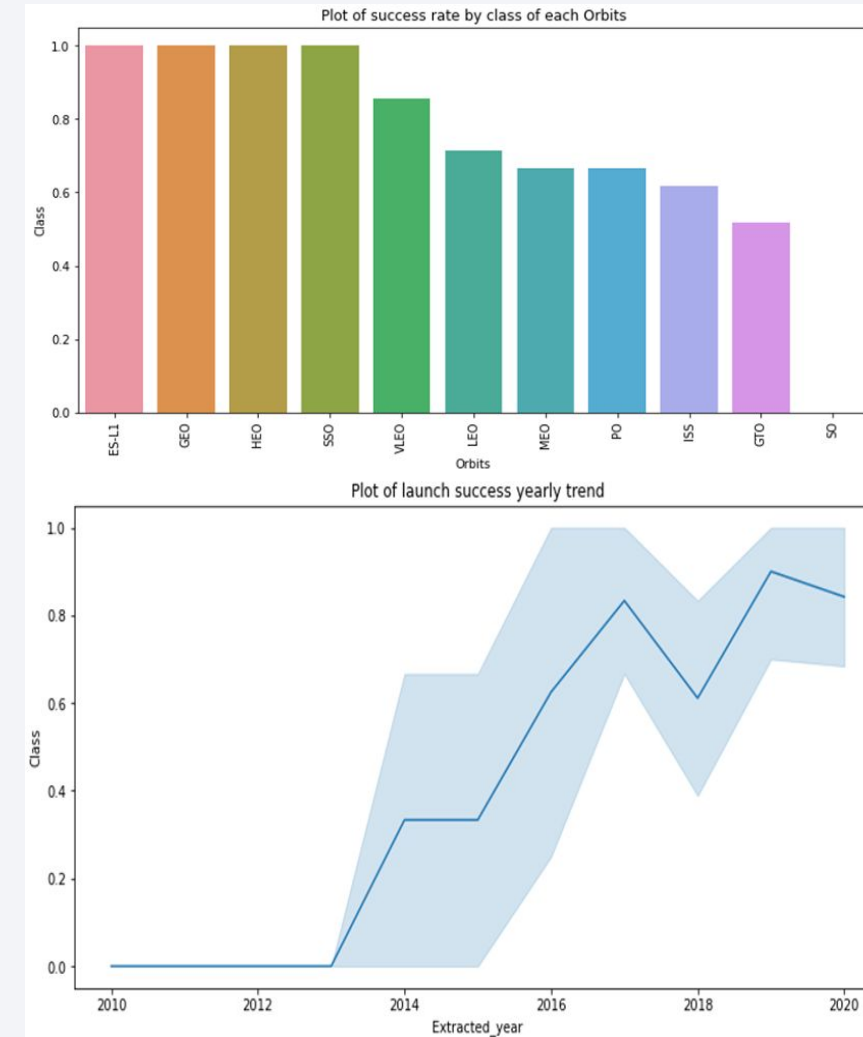 Plot of success rate by class of each Orbits
1.0
0.8
0.6
0.4
0.2
0.0
Class
ES-L1
GEO
HEO
SSO
VLEO
LEO
MEO
PO
ISS
GTO
SO
Orbits
Plot of launch success yearly trend
1.0
0.8
0.6
0.4
0.2
0.0
Class
2010
2012
2014
2016
2018
2020
Extracted_year